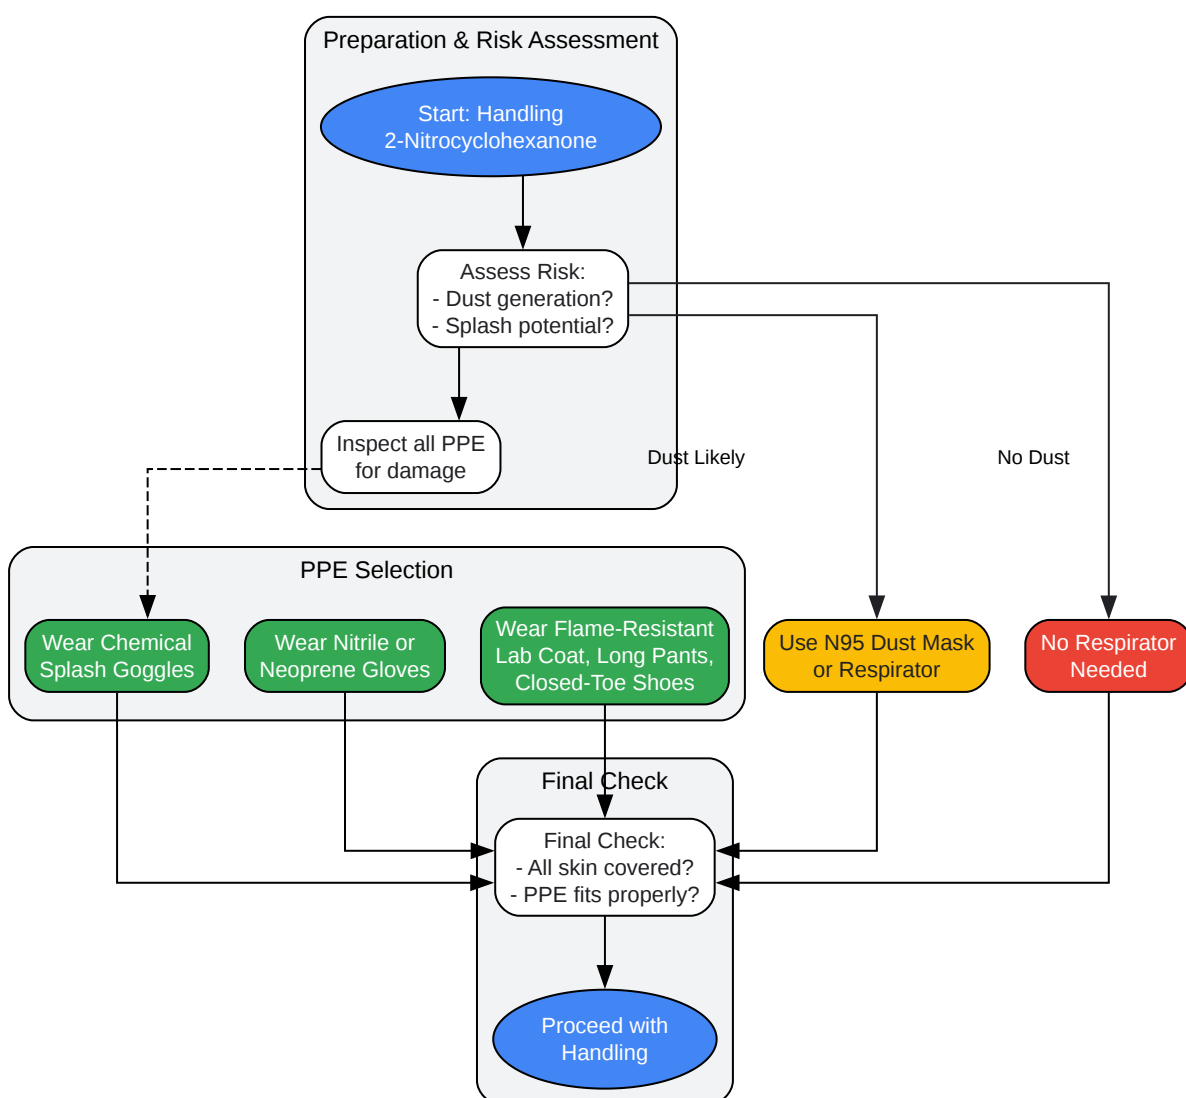 Preparation & Risk Assessment
Start: Handling
2-Nitrocyclohexanone
Assess Risk:
- Dust generation?
- Splash potential?
Inspect all PPE
for damage
Dust Likely
No Dust
PPE Selection
Wear Chemical
Splash Goggles
Wear Nitrile or
Neoprene Gloves
Wear Flame-Resistant
Lab Coat, Long Pants,
Closed-Toe Shoes
Use N95 Dust Mask
or Respirator
No Respirator
Needed
Final Check
Final Check:
- All skin covered?
- PPE fits properly?
Proceed with
Handling